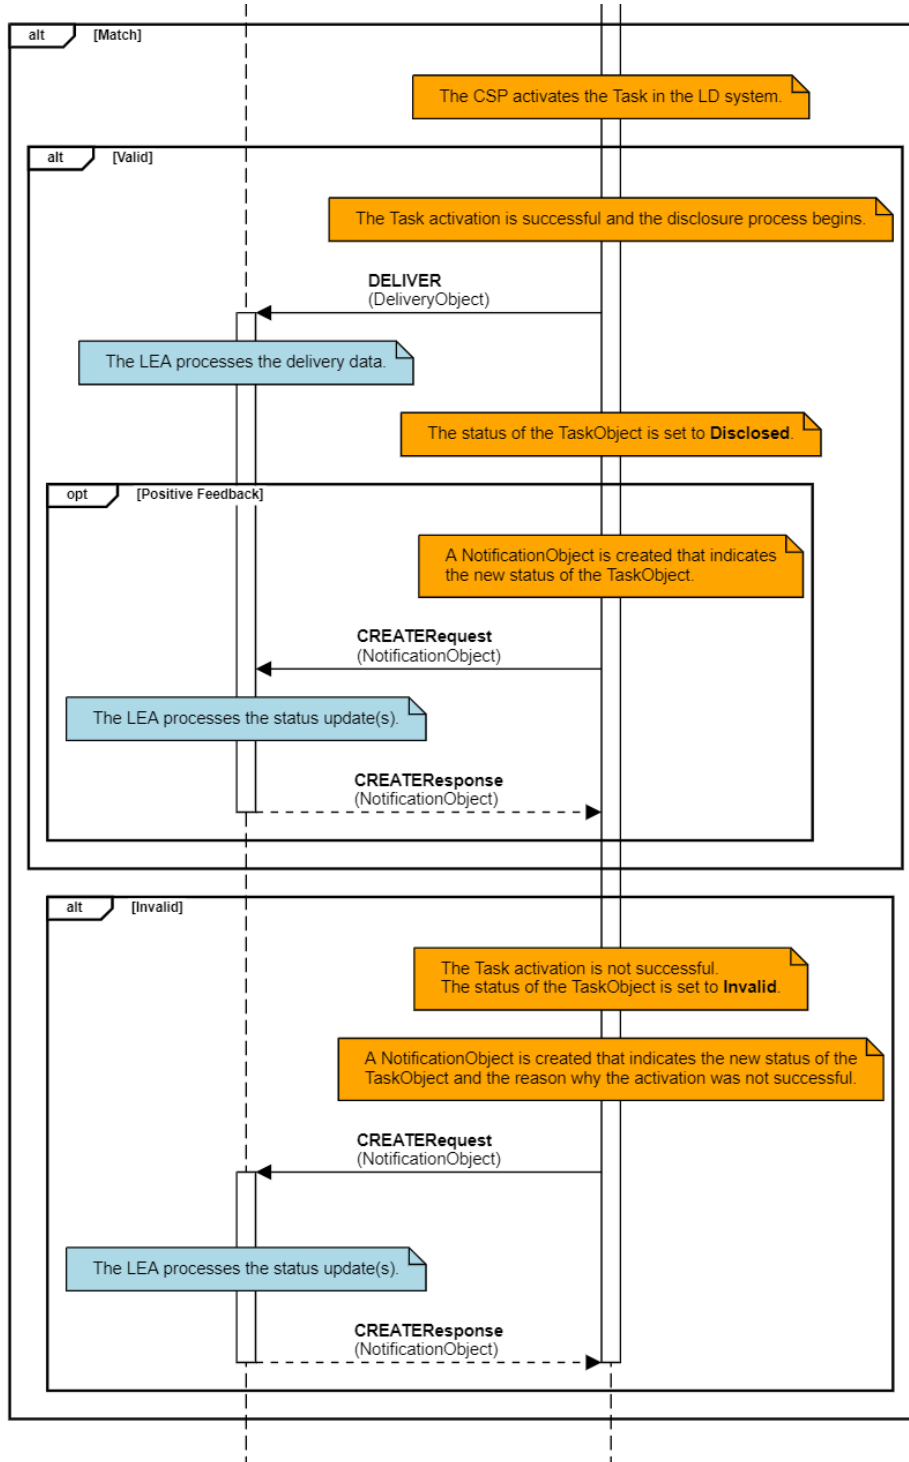 alt [Match]
The CSP activates the Task in the LD system.
alt [Valid]
The Task activation is successful and the disclosure process begins.
DELIVER
(DeliveryObject)
The LEA processes the delivery data.
The status of the TaskObject is set to Disclosed.
opt [Positive Feedback]
A NotificationObject is created that indicates
the new status of the TaskObject.
CREATERequest
(NotificationObject)
The LEA processes the status update(s).
CREATEResponse
(NotificationObject)
alt [Invalid]
The Task activation is not successful.
The status of the TaskObject is set to Invalid.
A NotificationObject is created that indicates the new status of the
TaskObject and the reason why the activation was not successful.
CREATERequest
(NotificationObject)
The LEA processes the status update(s).
CREATEResponse
(NotificationObject)